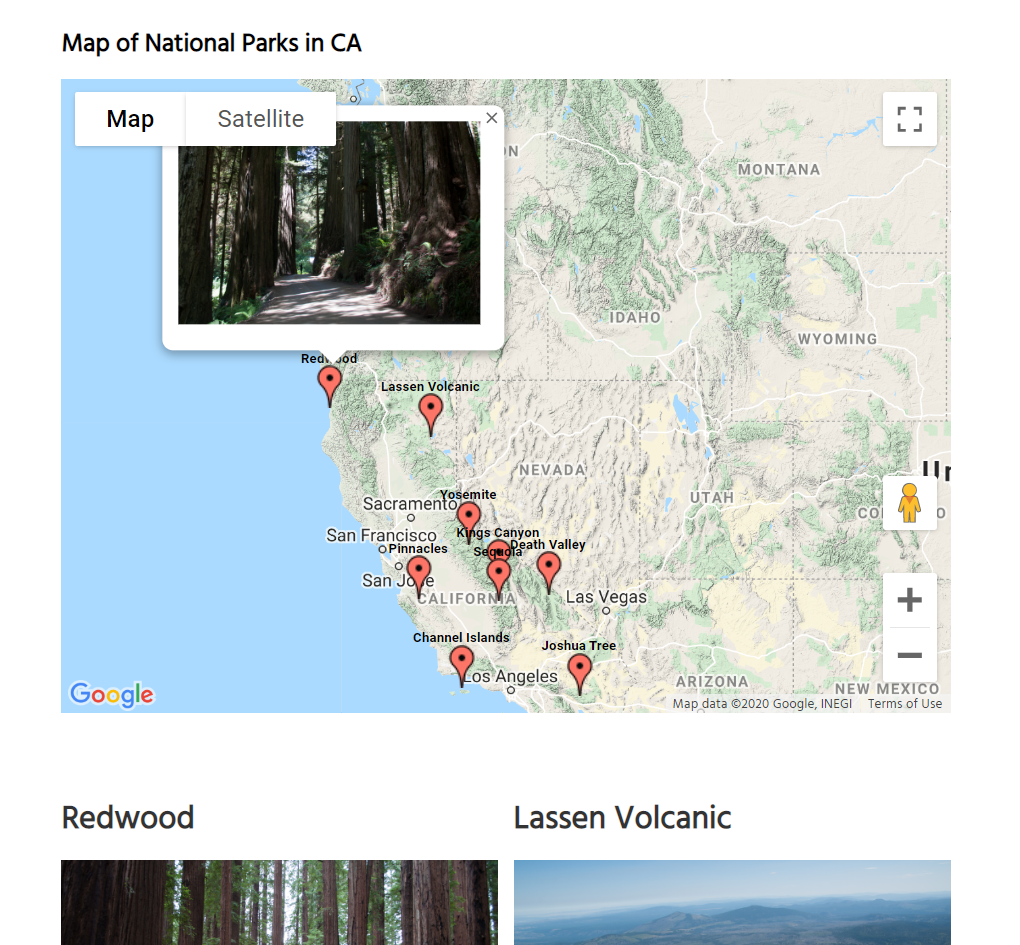 Map of National Parks in CA
Map
Satellite
MONTANA
IDAHO
WYOMING
Redwood
Lassen Volcanic
NEVADA
UTAH
Yosemite
Sacramento
Kings Canyon
San Francisco
Pinnacles
Sequoia
Death Valley
San Jose
CALIFORNIA
Las Vegas
Channel Islands
Joshua Tree
Los Angeles
ARIZONA
NEW MEXICO
Google
Map data ©2020 Google, INEGI
Terms of Use
Redwood
Lassen Volcanic